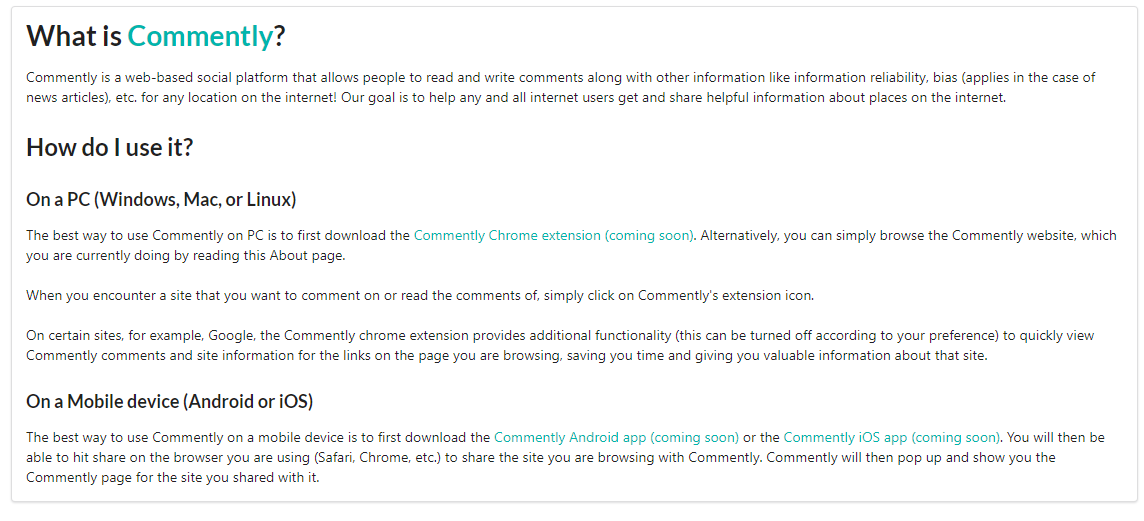 What is Commently?
Commently is a web-based social platform that allows people to read and write comments along with other information like information reliability, bias (applies in the case of
news articles), etc. for any location on the internet! Our goal is to help any and all internet users get and share helpful information about places on the internet.
How do I use it?
On a PC (Windows, Mac, or Linux)
The best way to use Commently on PC is to first download the Commently Chrome extension (coming soon). Alternatively, you can simply browse the Commently website, which
you are currently doing by reading this About page.
When you encounter a site that you want to comment on or read the comments of, simply click on Commently's extension icon.
On certain sites, for example, Google, the Commently chrome extension provides additional functionality (this can be turned off according to your preference) to quickly view
Commently comments and site information for the links on the page you are browsing, saving you time and giving you valuable information about that site.
On a Mobile device (Android or iOS)
The best way to use Commently on a mobile device is to first download the Commently Android app (coming soon) or the Commently iOS app (coming soon). You will then be
able to hit share on the browser you are using (Safari, Chrome, etc.) to share the site you are browsing with Commently. Commently will then pop up and show you the
Commently page for the site you shared with it.